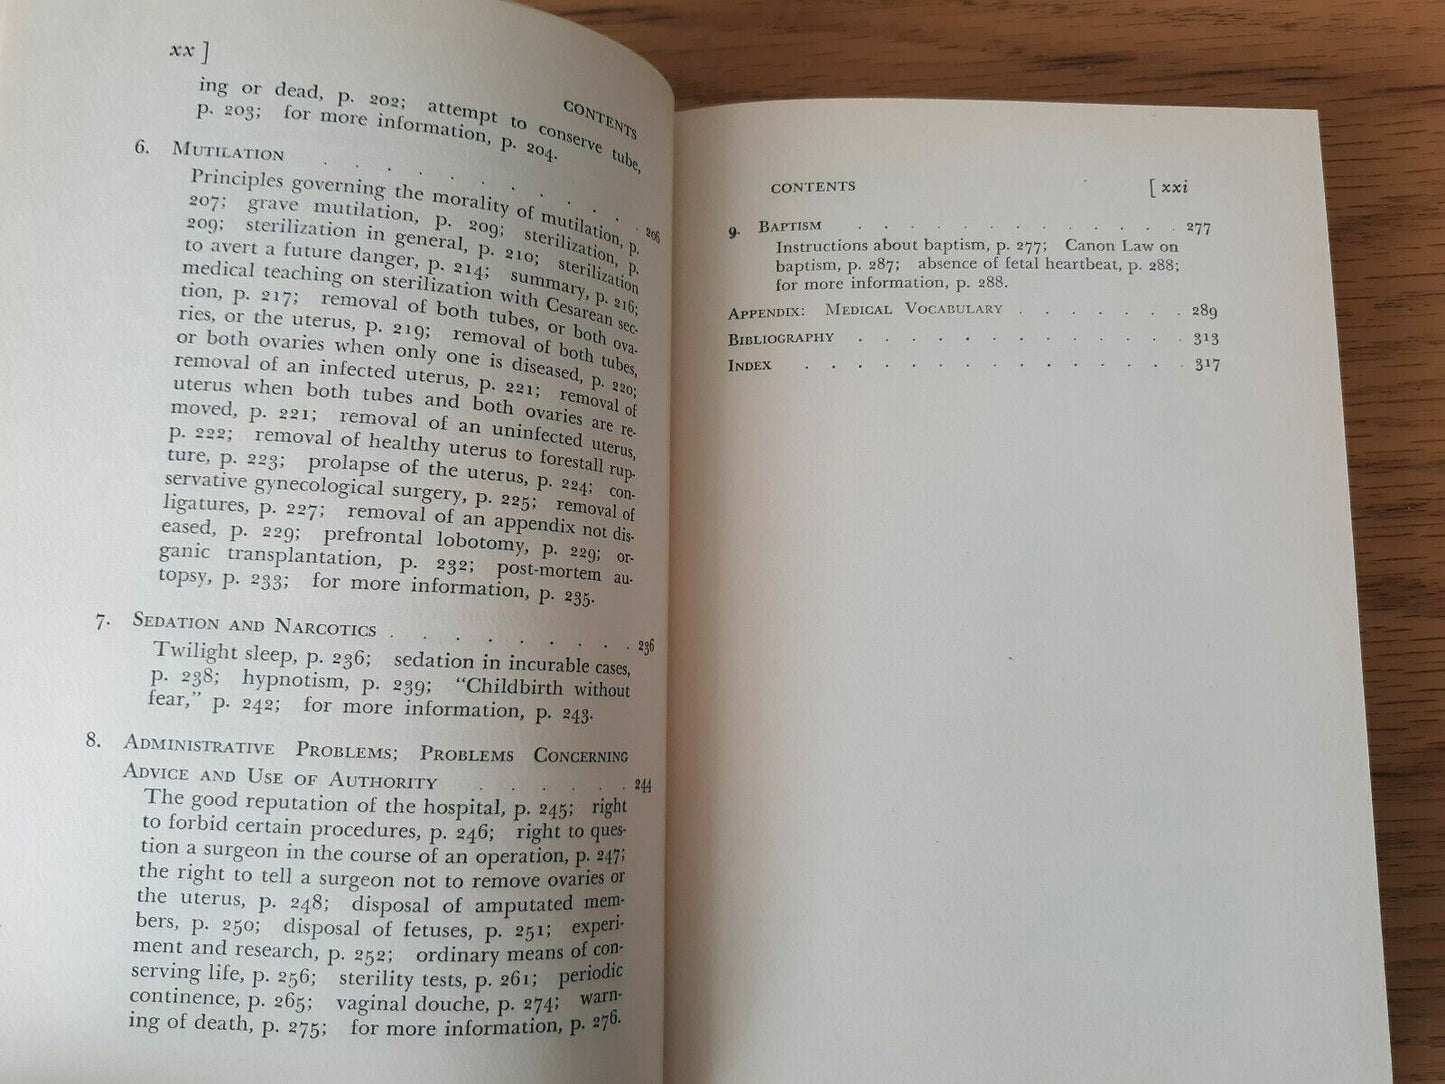 xx ]
CONTENTS
ing or dead, p. 202; attempt to conserve tube,
p. 203; for more information, p. 204.
6. MUTILATION . . . . . . . . . 206
Principles governing the morality of mutilation, p.
207; grave mutilation, p. 209; sterilization, p.
209; sterilization in general, p. 210; sterilization
to avert a future danger, p. 214; summary, p. 216;
medical teaching on sterilization with Cesarean sec-
tion, p. 217; removal of both tubes, or both ova-
ries, or the uterus, p. 219; removal of both tubes,
or both ovaries when only one is diseased, p. 220;
removal of an infected uterus, p. 221; removal of
uterus when both tubes and both ovaries are re-
moved, p. 221; removal of an uninfected uterus,
p. 222; removal of healthy uterus to forestall rup-
ture, p. 223; prolapse of the uterus, p. 224; con-
servative gynecological surgery, p. 225; removal of
ligatures, p. 227; removal of an appendix not dis-
eased, p. 229; prefrontal lobotomy, p. 229; or-
ganic transplantation, p. 232; post-mortem au-
topsy, p. 233; for more information, p. 235.
7. SEDATION AND NARCOTICS . . . . . . . . 236
Twilight sleep, p. 236; sedation in incurable cases,
p. 238; hypnotism, p. 239; "Childbirth without
fear," p. 242; for more information, p. 243.
8. ADMINISTRATIVE PROBLEMS; PROBLEMS CONCERNING
ADVICE AND USE OF AUTHORITY . . . . . . 244
The good reputation of the hospital, p. 245; right
to forbid certain procedures, p. 246; right to ques-
tion a surgeon in the course of an operation, p. 247;
the right to tell a surgeon not to remove ovaries or
the uterus, p. 248; disposal of amputated mem-
bers, p. 250; disposal of fetuses, p. 251; experi-
ment and research, p. 252; ordinary means of con-
serving life, p. 256; sterility tests, p. 261; periodic
continence, p. 265; vaginal douche, p. 274; warn-
ing of death, p. 275; for more information, p. 276.
CONTENTS [ xxi
9. BAPTISM . . . . . . . . . . . . . 277
Instructions about baptism, p. 277; Canon Law on
baptism, p. 287; absence of fetal heartbeat, p. 288;
for more information, p. 288.
APPENDIX: MEDICAL VOCABULARY . . . . . . . 289
BIBLIOGRAPHY . . . . . . . . . . . . . 313
INDEX . . . . . . . . . . . . . . . 317